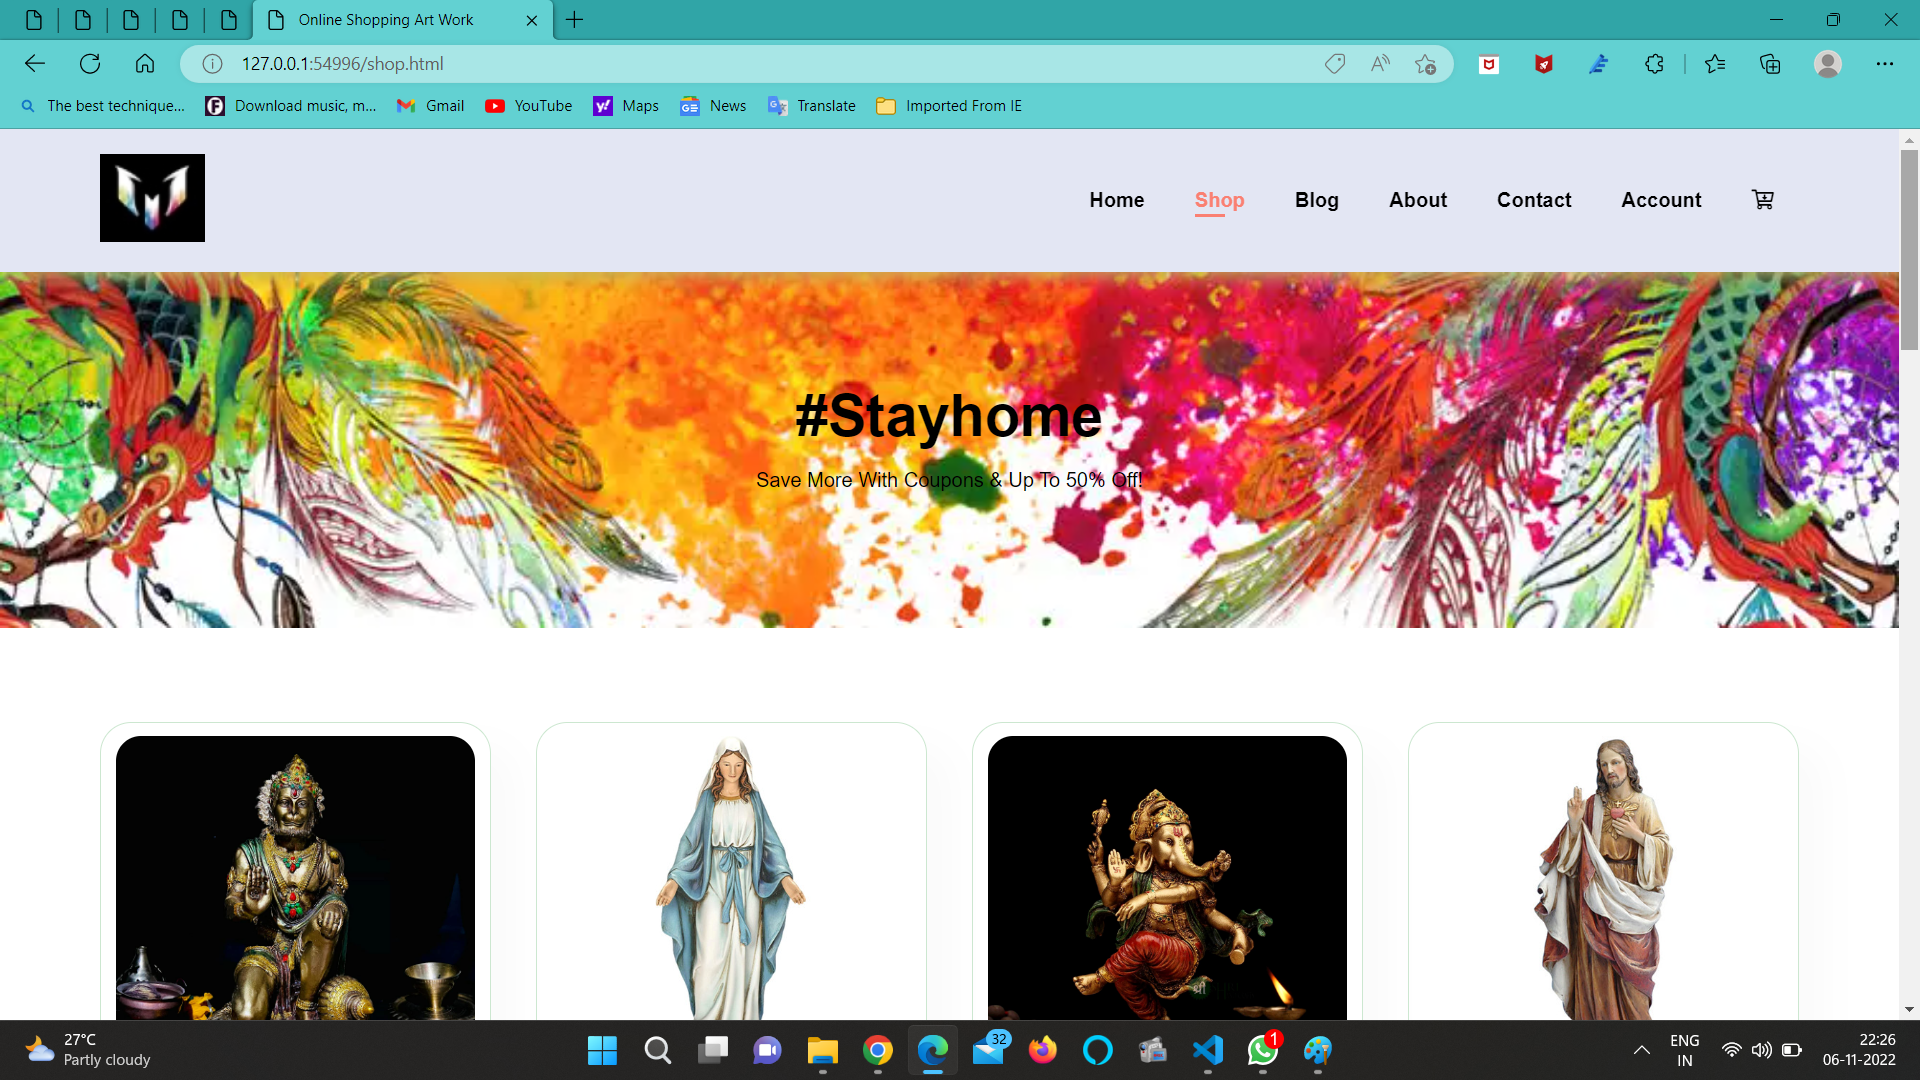 Online Shopping Art Work
127.0.0.1:54996/shop.html
The best technique...
Download music, m...
Gmail
YouTube
Maps
News
Translate
Imported From IE
Home
Shop
Blog
About
Contact
Account
#Stayhome
Save More With Coupons & Up To 50% Off!
27°C
Partly cloudy
32
1
ENG
IN
22:26
06-11-2022